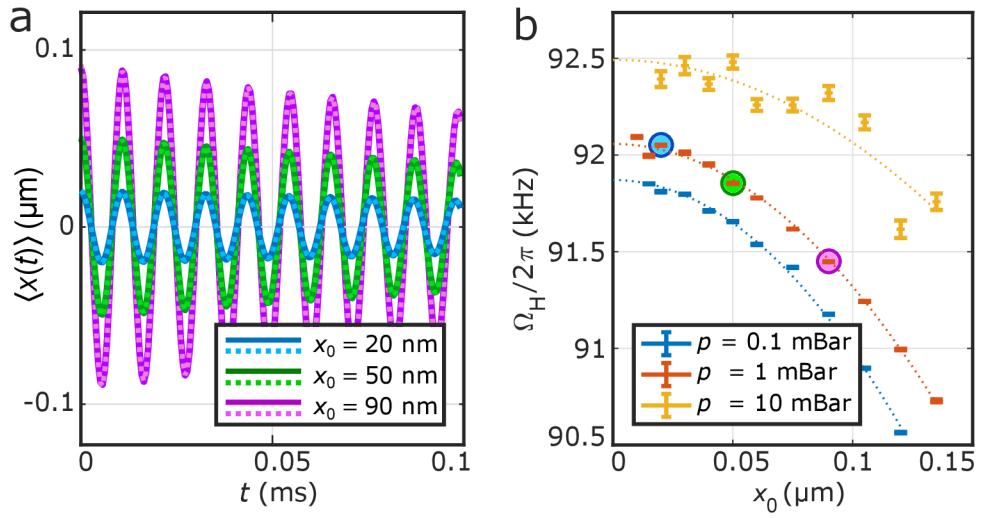 a
0.1
0
-0.1
⟨x(t)⟩ (μm)
x₀ = 20 nm
x₀ = 50 nm
x₀ = 90 nm
0
0.05
0.1
t (ms)
b
92.5
92
91.5
91
90.5
Ω_H/2π (kHz)
p = 0.1 mBar
p = 1 mBar
p = 10 mBar
0
0.05
0.1
0.15
x₀ (μm)